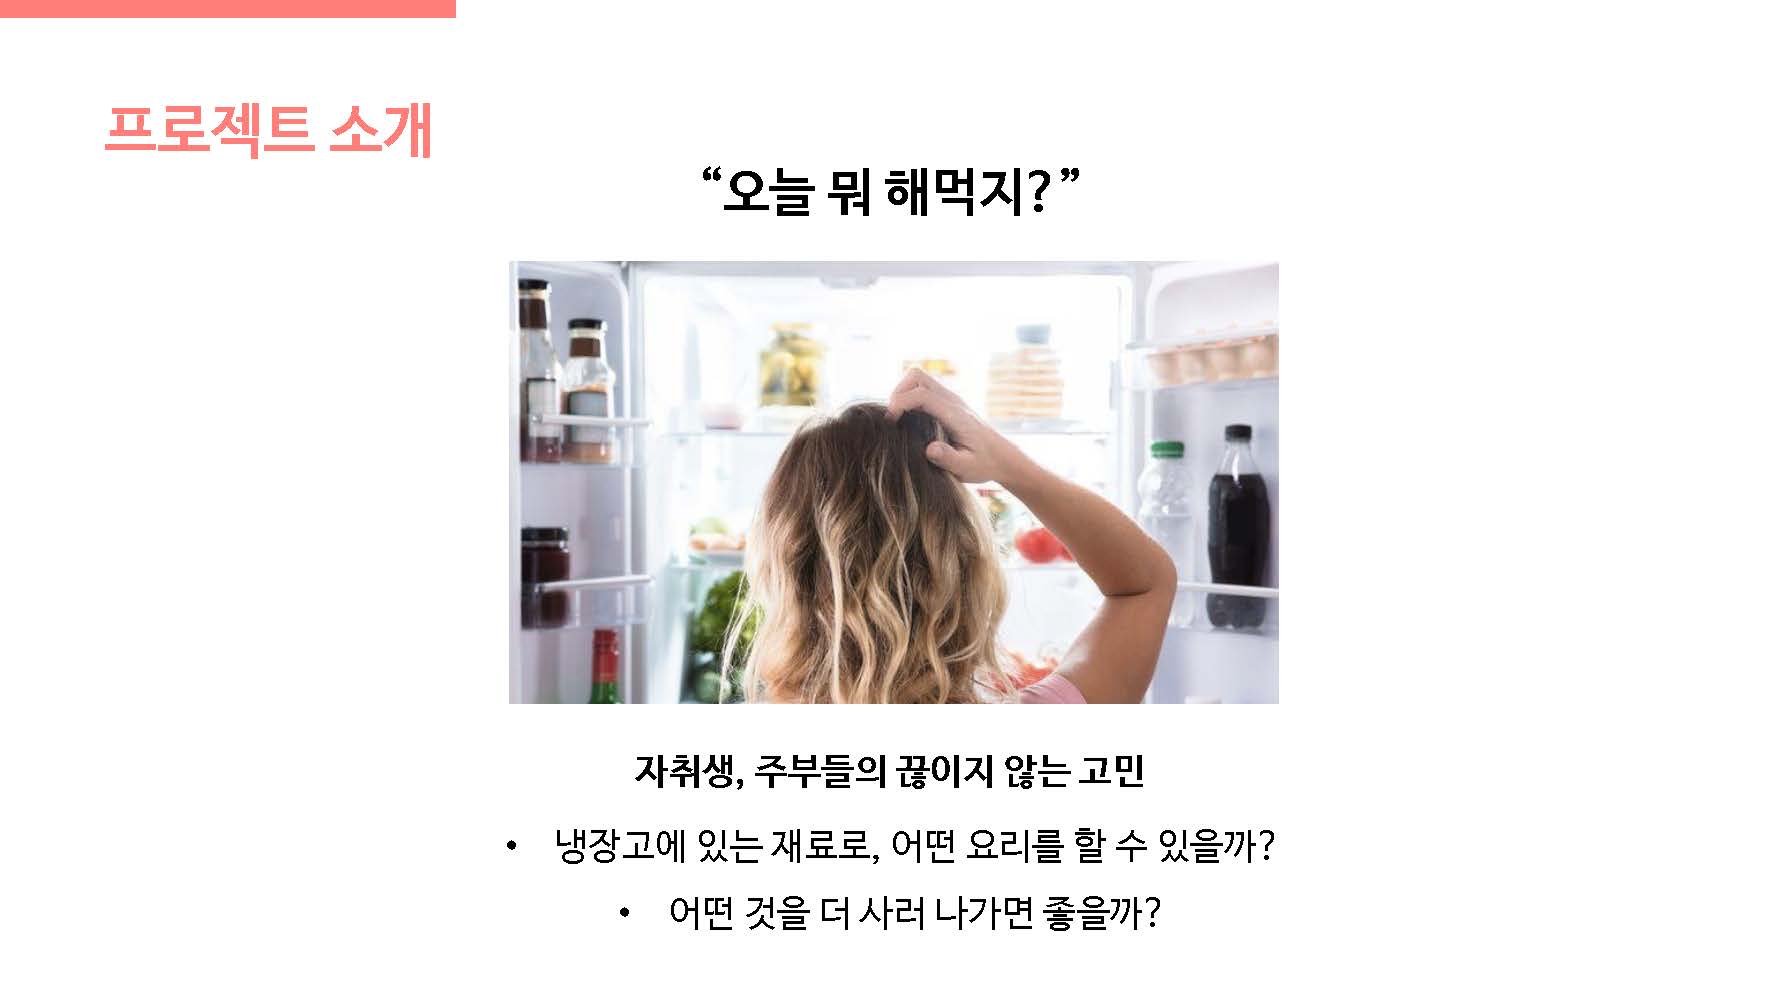 프로젝트 소개
“오늘 뭐 해먹지?”
자취생, 주부들의 끊이지 않는 고민
• 냉장고에 있는 재료로, 어떤 요리를 할 수 있을까?
• 어떤 것을 더 사러 나가면 좋을까?